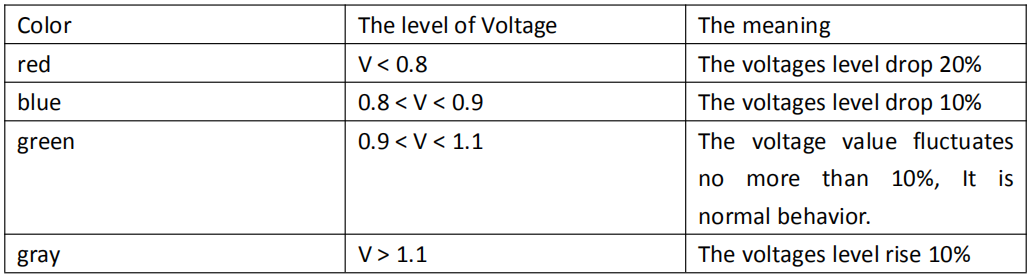 Color The level of Voltage The meaning
red V < 0.8 The voltages level drop 20%
blue 0.8 < V < 0.9 The voltages level drop 10%
green 0.9 < V < 1.1 The voltage value fluctuates
no more than 10%, It is
normal behavior.
gray V > 1.1 The voltages level rise 10%